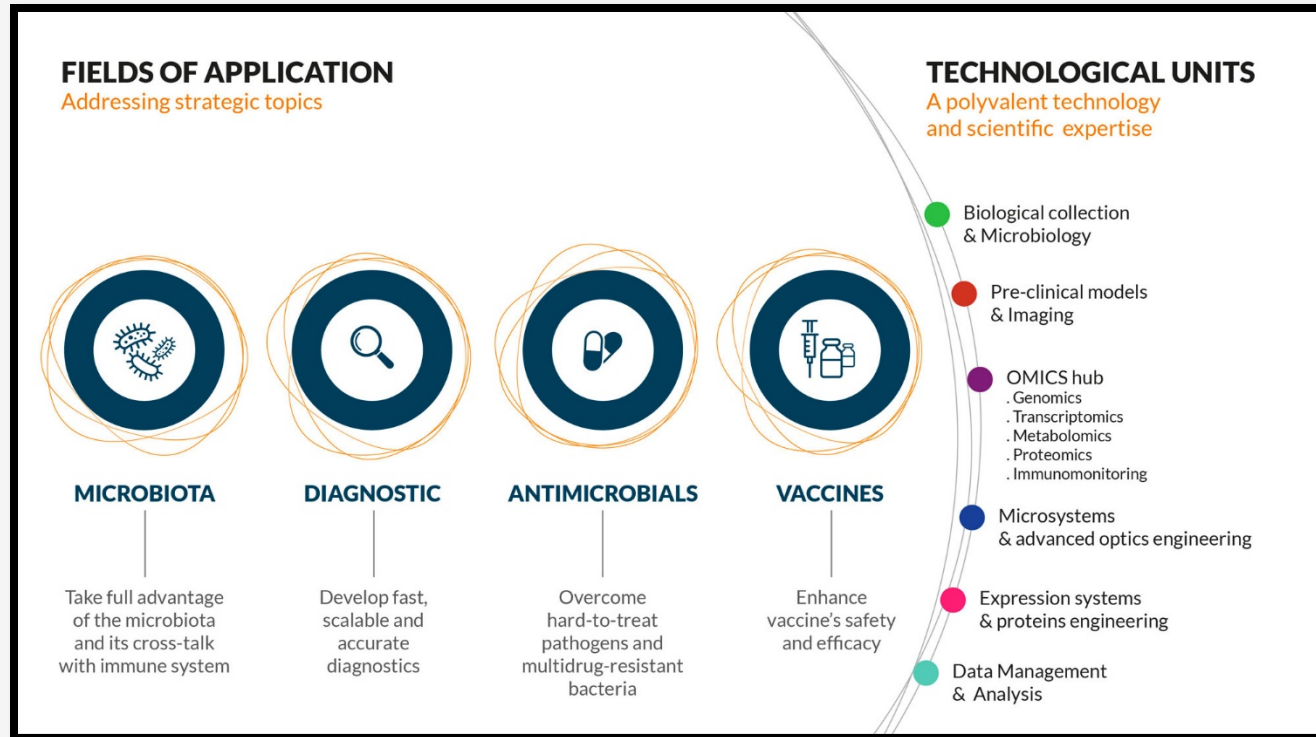 FIELDS OF APPLICATION
Addressing strategic topics
MICROBIOTA
Take full advantage
of the microbiota
and its cross-talk
with immune system
DIAGNOSTIC
Develop fast,
scalable and
accurate
diagnostics
ANTIMICROBIALS
Overcome
hard-to-treat
pathogens and
multidrug-resistant
bacteria
VACCINES
Enhance
vaccine's safety
and efficacy
TECHNOLOGICAL UNITS
A polyvalent technology
and scientific expertise
Biological collection
& Microbiology
Pre-clinical models
& Imaging
OMICS hub
. Genomics
. Transcriptomics
. Metabolomics
. Proteomics
. Immunomonitoring
Microsystems
& advanced optics engineering
Expression systems
& proteins engineering
Data Management
& Analysis